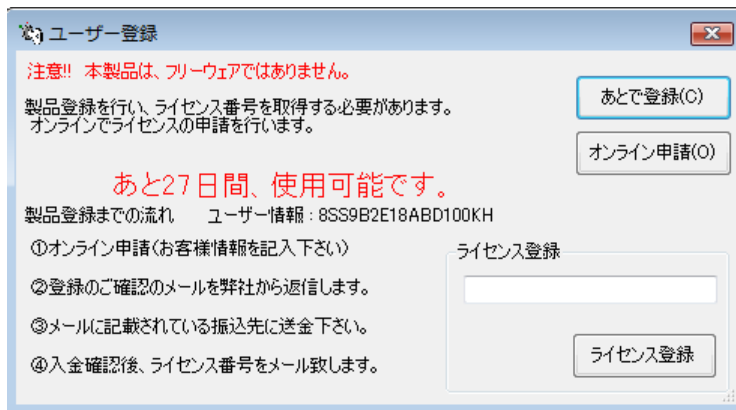 ユーザー登録
注意!! 本製品は、フリーウェアではありません。
製品登録を行い、ライセンス番号を取得する必要があります。
オンラインでライセンスの申請を行います。
あとで登録(C)
オンライン申請(O)
あと27日間、使用可能です。
製品登録までの流れ ユーザー情報:8SS9B2E18ABD100KH
①オンライン申請(お客様情報を記入下さい)
②登録のご確認のメールを弊社から返信します。
③メールに記載されている振込先に送金下さい。
④入金確認後、ライセンス番号をメール致します。
ライセンス登録
ライセンス登録